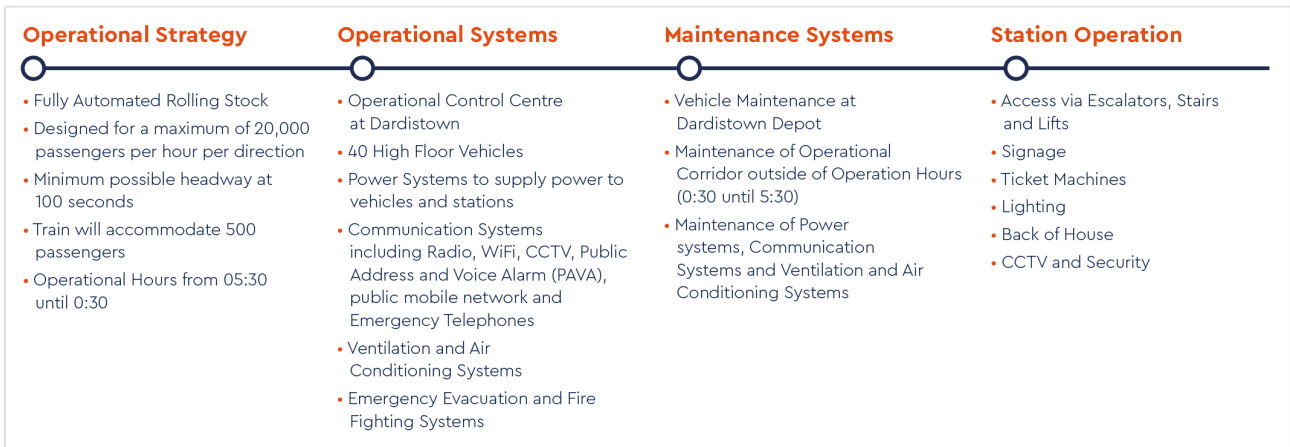 Operational Strategy
• Fully Automated Rolling Stock
• Designed for a maximum of 20,000
passengers per hour per direction
• Minimum possible headway at
100 seconds
• Train will accommodate 500
passengers
• Operational Hours from 05:30
until 0:30
Operational Systems
• Operational Control Centre
at Dardistown
• 40 High Floor Vehicles
• Power Systems to supply power to
vehicles and stations
• Communication Systems
including Radio, WiFi, CCTV, Public
Address and Voice Alarm (PAVA),
public mobile network and
Emergency Telephones
• Ventilation and Air
Conditioning Systems
• Emergency Evacuation and Fire
Fighting Systems
Maintenance Systems
• Vehicle Maintenance at
Dardistown Depot
• Maintenance of Operational
Corridor outside of Operation Hours
(0:30 until 5:30)
• Maintenance of Power
systems, Communication
Systems and Ventilation and Air
Conditioning Systems
Station Operation
• Access via Escalators, Stairs
and Lifts
• Signage
• Ticket Machines
• Lighting
• Back of House
• CCTV and Security